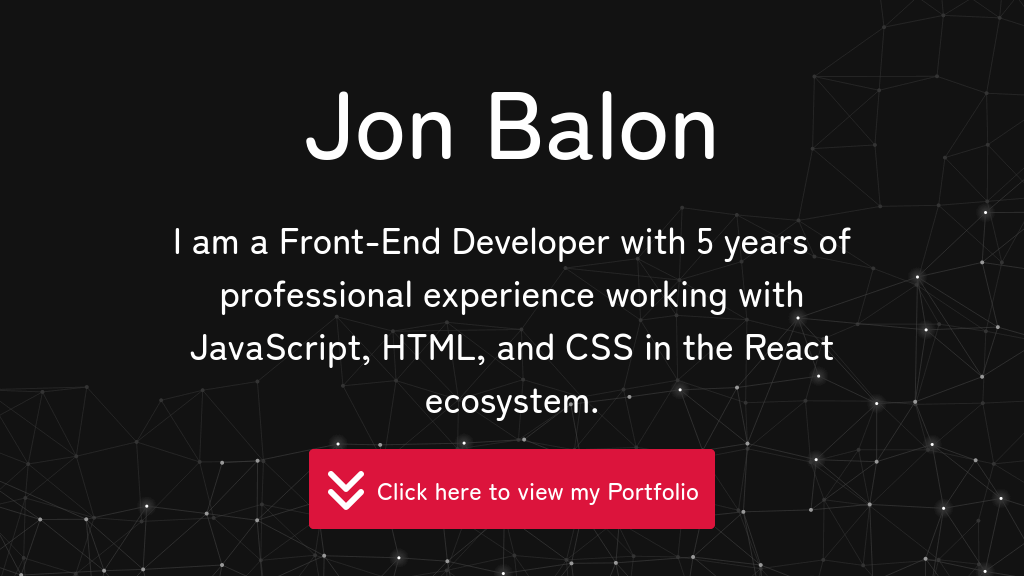 Jon Balon
I am a Front-End Developer with 5 years of
professional experience working with
JavaScript, HTML, and CSS in the React
ecosystem.
Click here to view my Portfolio